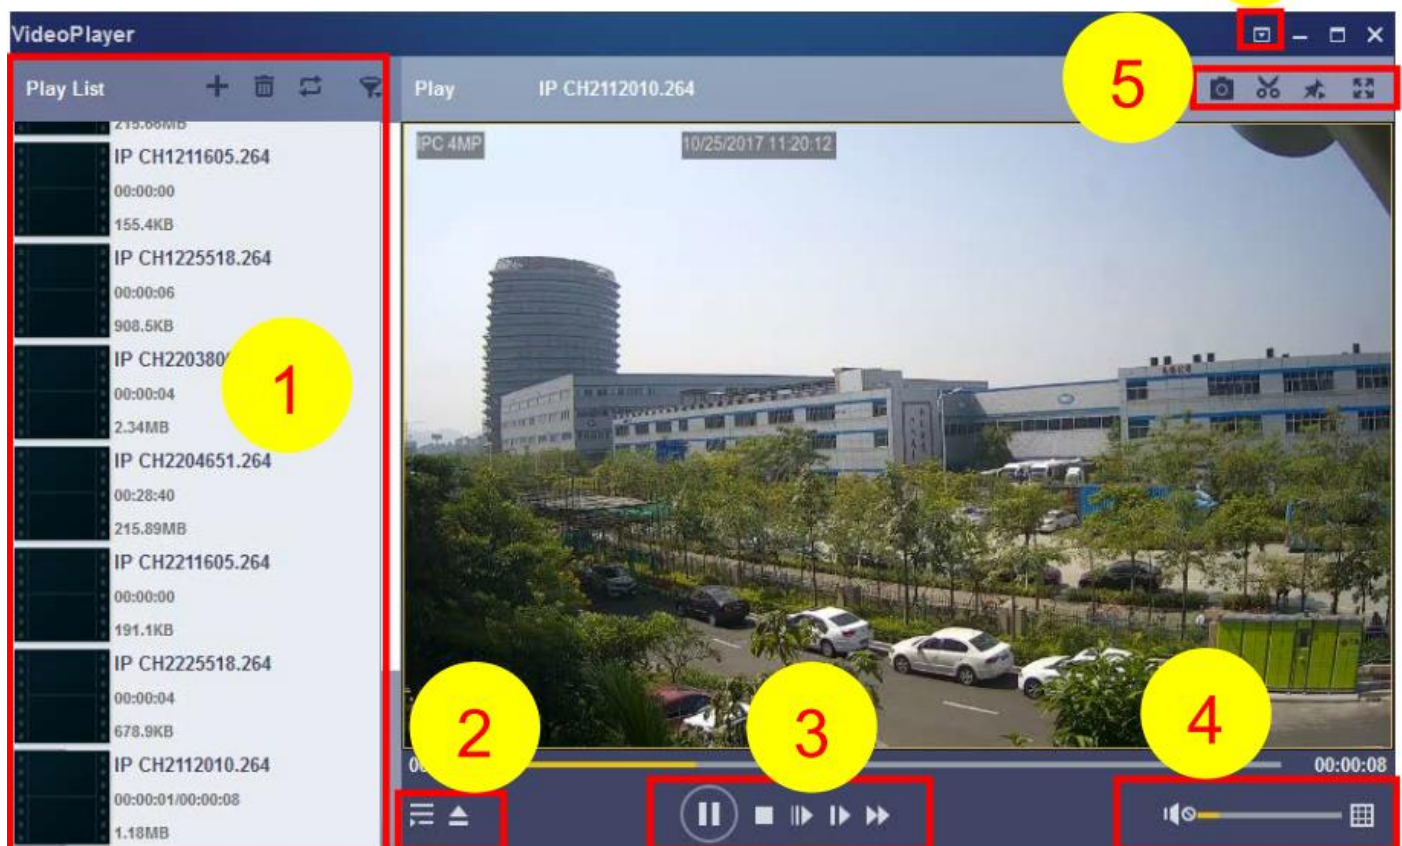 VideoPlayer
5
Play List
Play
IP CH2112010.264
215.66MB
IPC 4MP
10/25/2017 11:20:12
IP CH1211605.264
00:00:00
155.4KB
IP CH1225518.264
00:00:06
908.5KB
IP CH220380
1
00:00:04
2.34MB
IP CH2204651.264
00:28:40
215.89MB
IP CH2211605.264
00:00:00
191.1KB
IP CH2225518.264
00:00:04
678.9KB
2
3
4
IP CH2112010.264
00:00:08
00:00:01/00:00:08
1.18MB